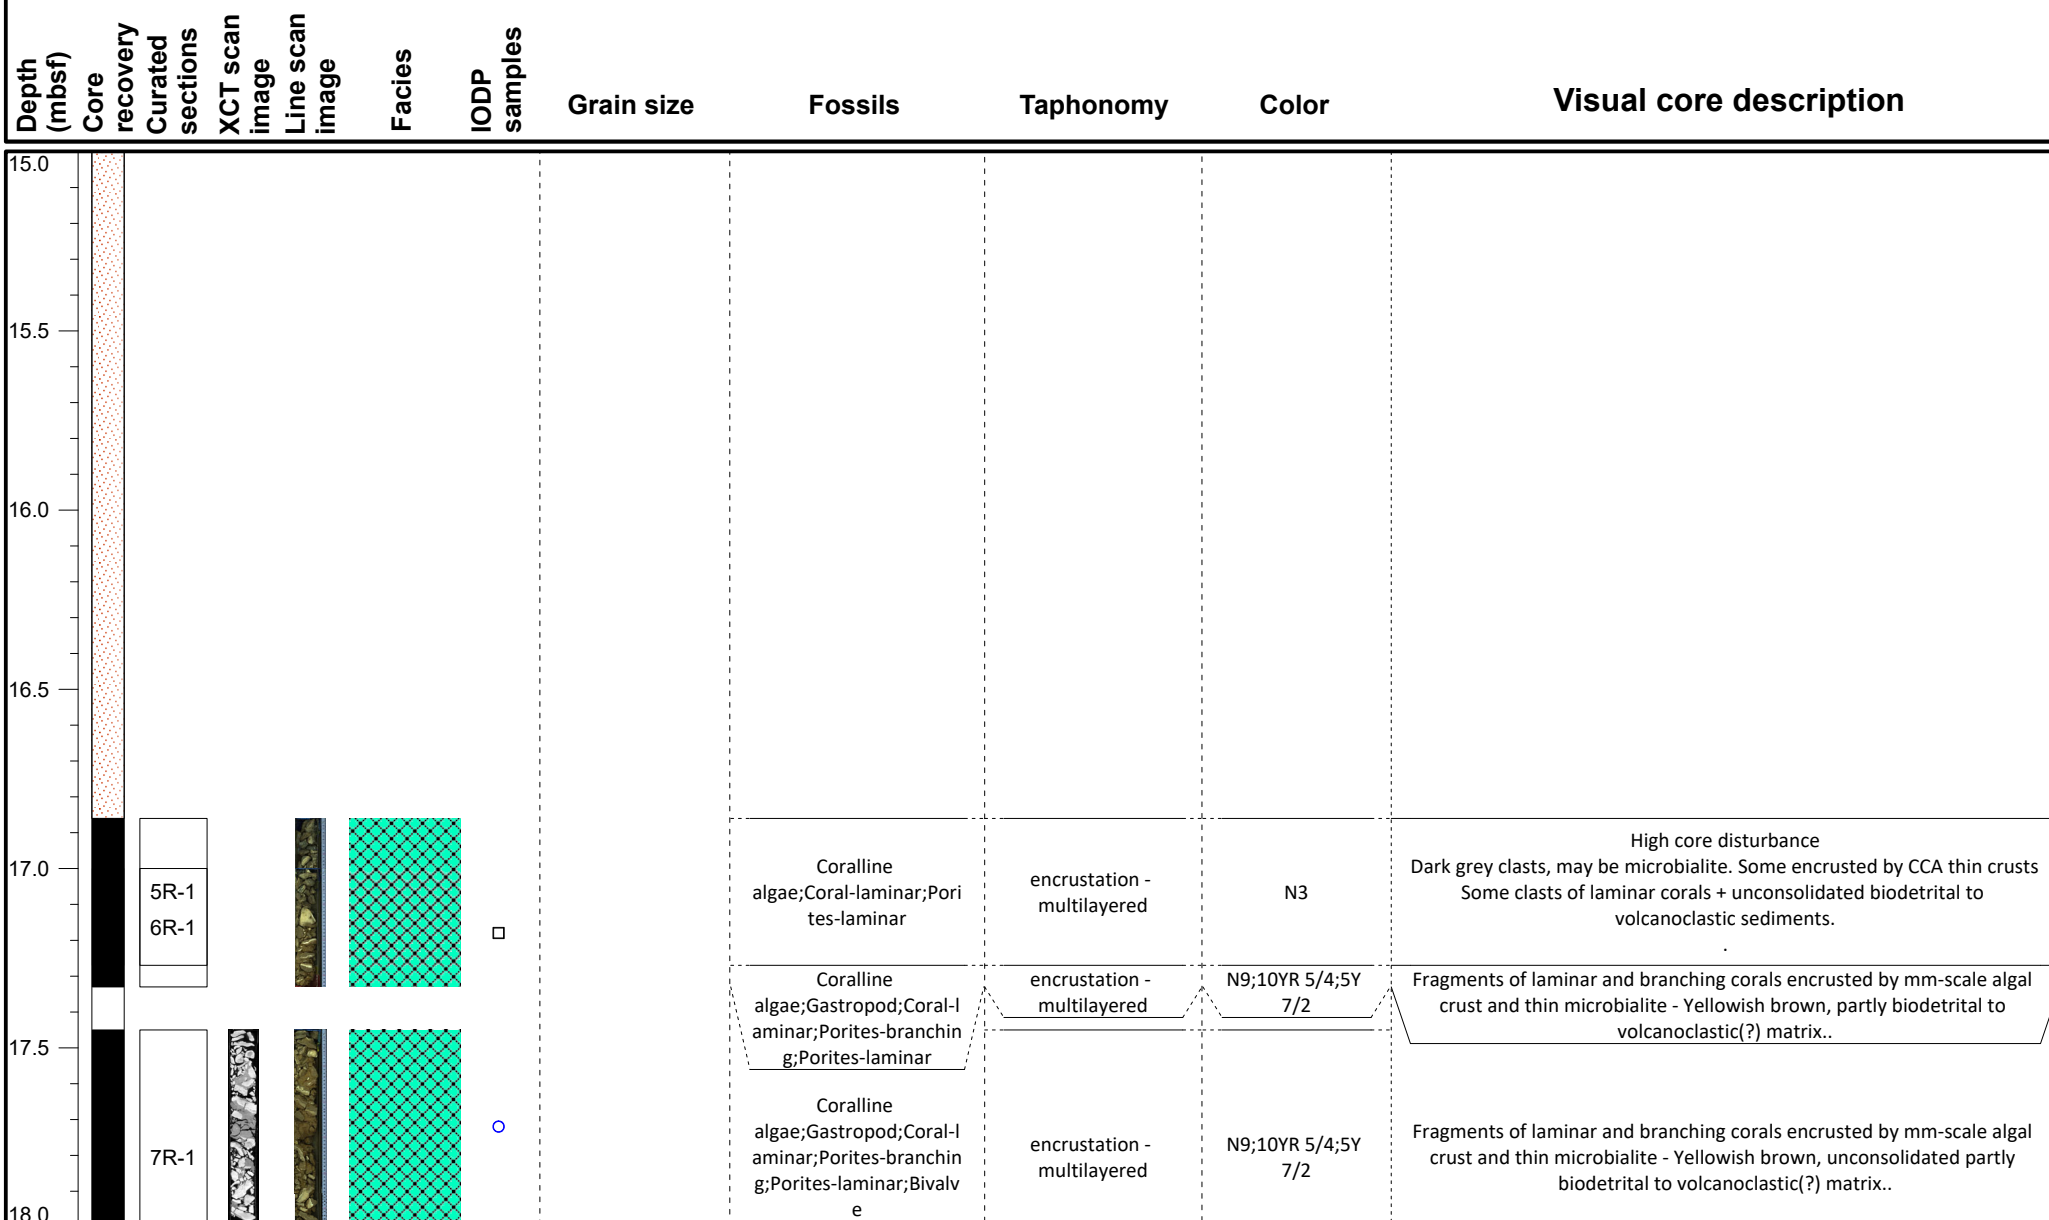 Depth
(mbsf)
Core
recovery
Curated
sections
XCT scan
image
Line scan
image
Facies
IODP
samples
Grain size
Fossils
Taphonomy
Color
Visual core description
15.0
15.5
16.0
16.5
17.0
5R-1
6R-1
Coralline
algae;Coral-laminar;Pori
tes-laminar
encrustation -
multilayered
N3
High core disturbance
Dark grey clasts, may be microbialite. Some encrusted by CCA thin crusts
Some clasts of laminar corals + unconsolidated biodetrital to
volcanoclastic sediments.
.
Coralline
algae;Gastropod;Coral-l
aminar;Porites-branchin
g;Porites-laminar
encrustation -
multilayered
N9;10YR 5/4;5Y
7/2
Fragments of laminar and branching corals encrusted by mm-scale algal
crust and thin microbialite - Yellowish brown, partly biodetrital to
volcanoclastic(?) matrix..
17.5
7R-1
Coralline
algae;Gastropod;Coral-l
aminar;Porites-branchin
g;Porites-laminar;Bivalv
e
encrustation -
multilayered
N9;10YR 5/4;5Y
7/2
Fragments of laminar and branching corals encrusted by mm-scale algal
crust and thin microbialite - Yellowish brown, unconsolidated partly
biodetrital to volcanoclastic(?) matrix..
18.0